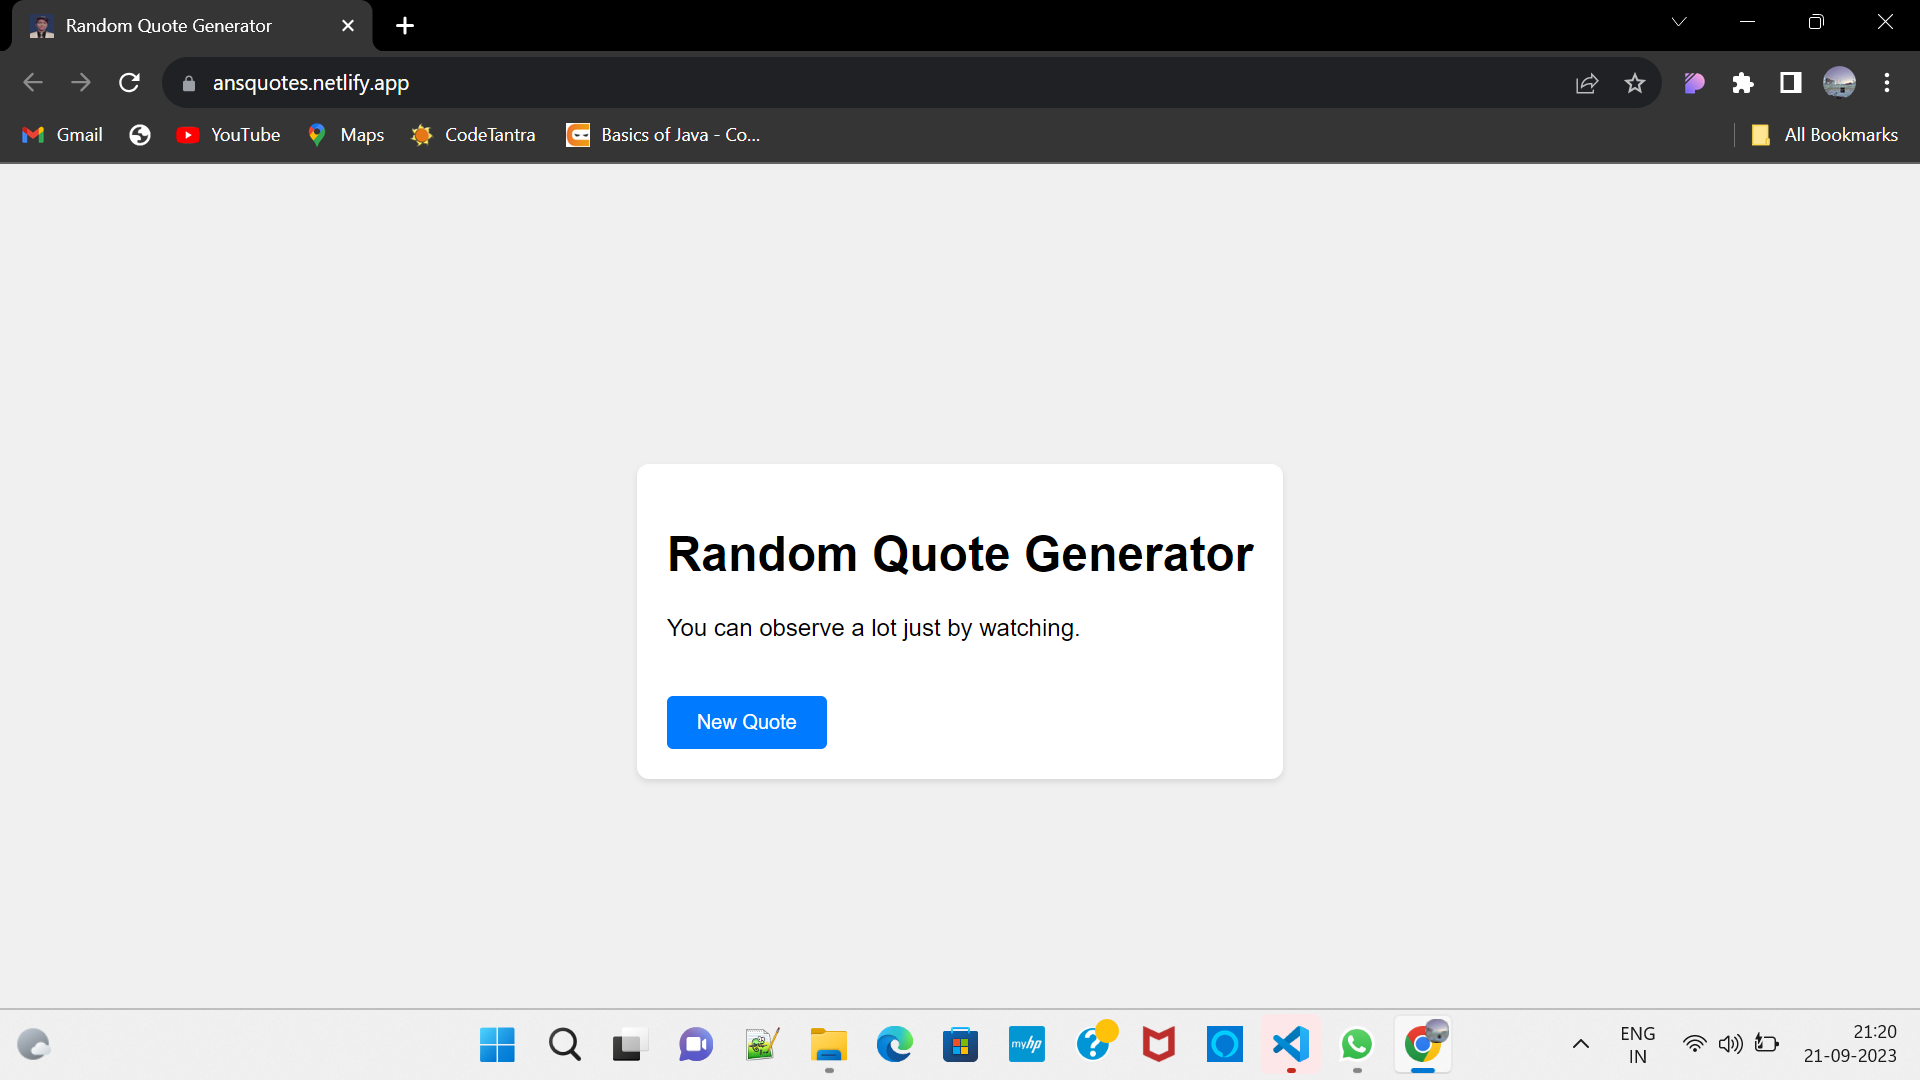 Random Quote Generator
ansquotes.netlify.app
Gmail
YouTube
Maps
CodeTantra
Basics of Java - Co...
All Bookmarks
Random Quote Generator
You can observe a lot just by watching.
New Quote
myhp
ENG
IN
21:20
21-09-2023